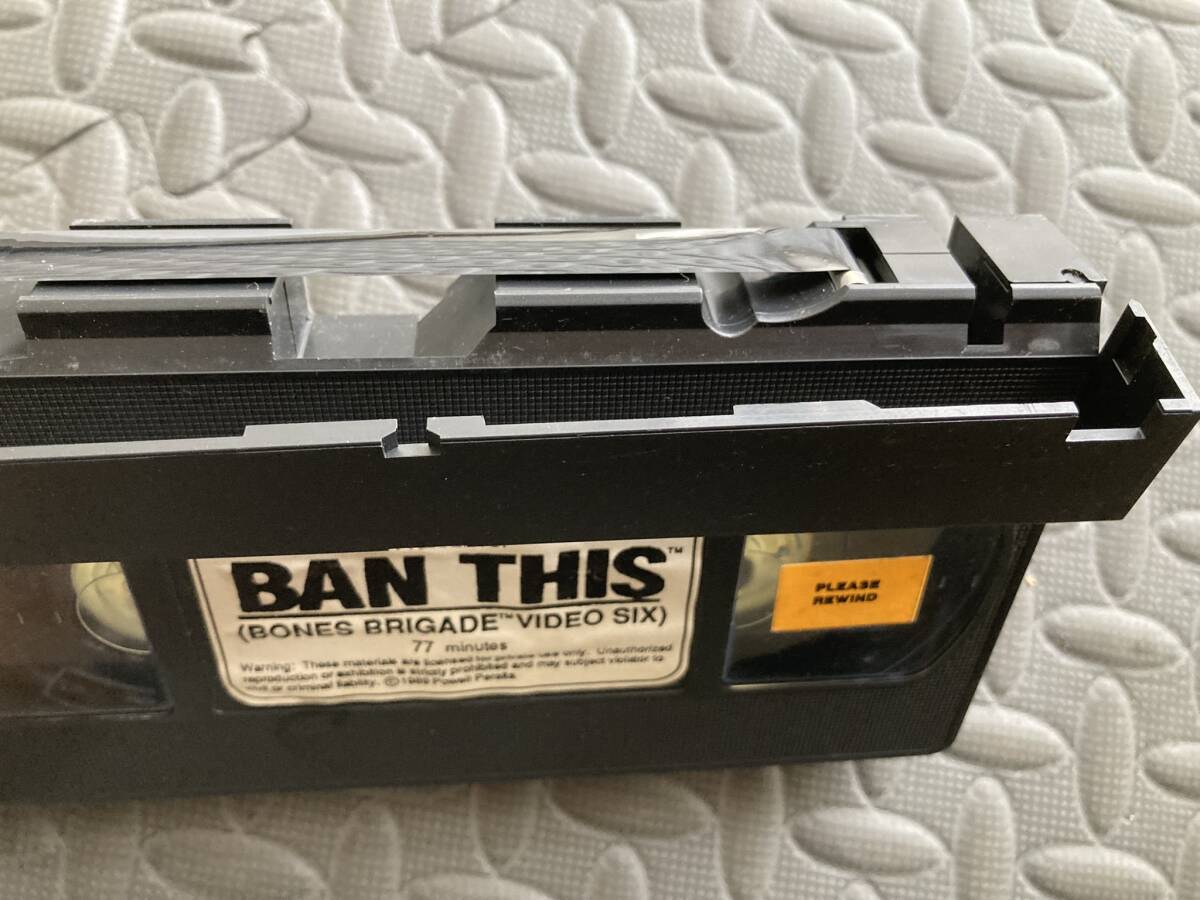 BAN THIS™
(BONES BRIGADE™ VIDEO SIX)
77 minutes
Warning: These materials are licensed for private use only. Unauthorized
reproduction or exhibition is strictly prohibited and may subject violator to
civil or criminal liability. ©1989 Powell Peralta
PLEASE
REWIND